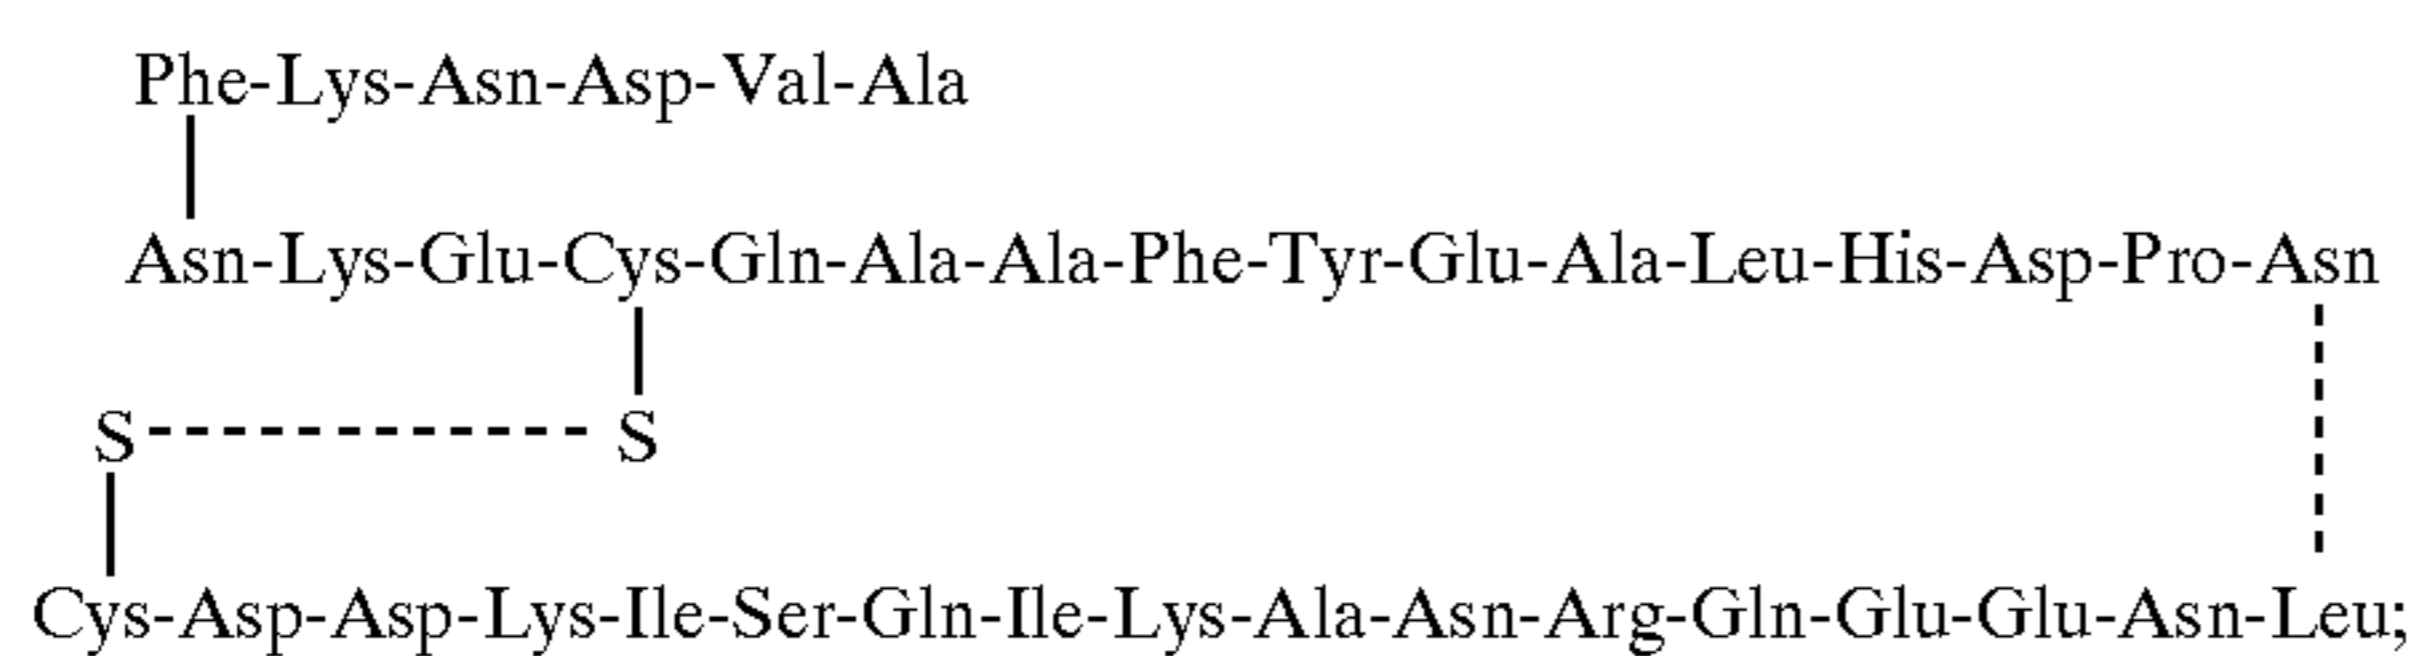 Phe-Lys-Asn-Asp-Val-Ala
Asn-Lys-Glu-Cys-Gln-Ala-Ala-Phe-Tyr-Glu-Ala-Leu-His-Asp-Pro-Asn
S S
Cys-Asp-Asp-Lys-Ile-Ser-Gln-Ile-Lys-Ala-Asn-Arg-Gln-Glu-Glu-Asn-Leu;